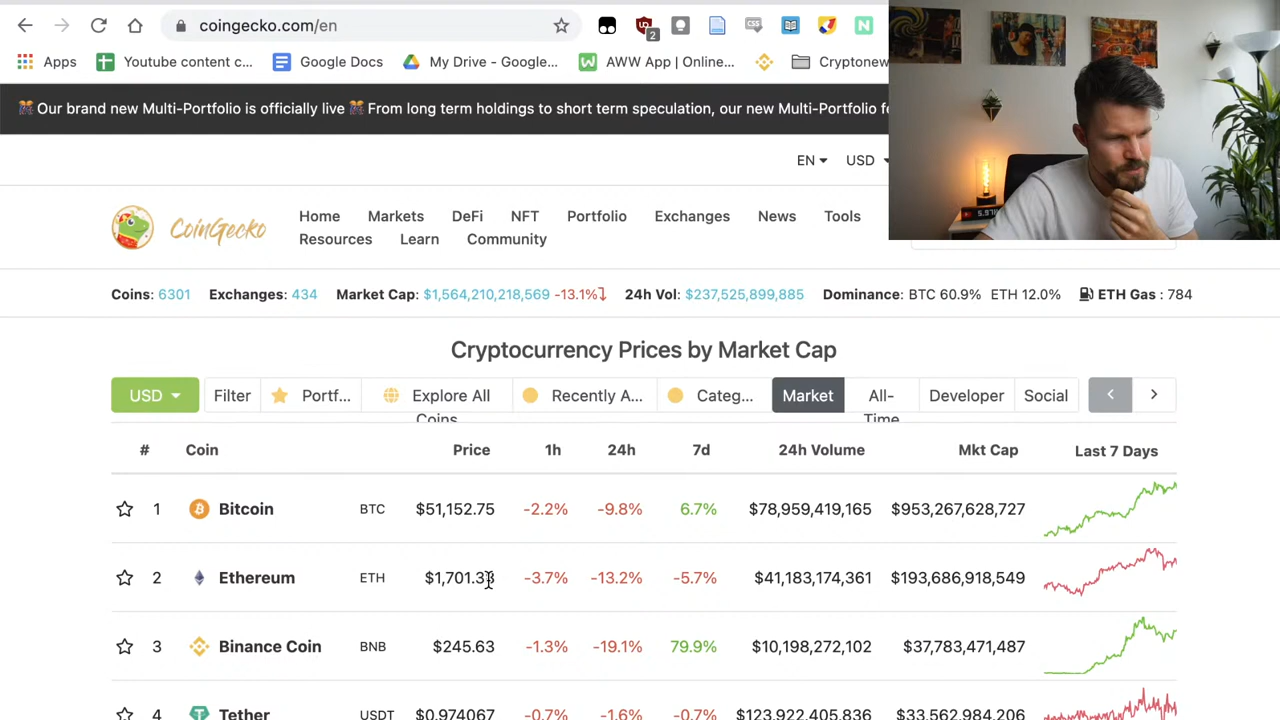 coingecko.com/en
2
CSS
N
Apps
Youtube content c...
Google Docs
My Drive - Google...
AWW App | Online...
Cryptonew
Our brand new Multi-Portfolio is officially live From long term holdings to short term speculation, our new Multi-Portfolio fe
EN
USD
CoinGecko
Home Markets DeFi NFT Portfolio Exchanges News Tools
Resources Learn Community
Coins: 6301 Exchanges: 434 Market Cap: $1,564,210,218,569 -13.1% 24h Vol: $237,525,899,885 Dominance: BTC 60.9% ETH 12.0% ETH Gas : 784
Cryptocurrency Prices by Market Cap
USD Filter Portf... Explore All Coins Recently A... Categ... Market All-Time Developer Social
# Coin Price 1h 24h 7d 24h Volume Mkt Cap Last 7 Days
1 Bitcoin BTC $51,152.75 -2.2% -9.8% 6.7% $78,959,419,165 $953,267,628,727
2 Ethereum ETH -3.7% -13.2% -5.7% $41,183,174,361 $193,686,918,549
3 Binance Coin BNB $245.63 -1.3% -19.1% 79.9% $10,198,272,102 $37,783,471,487
4 Tether USDT $0.974067 -0.7% -1.6% -0.7% $123,922,405,836 $33,562,984,206